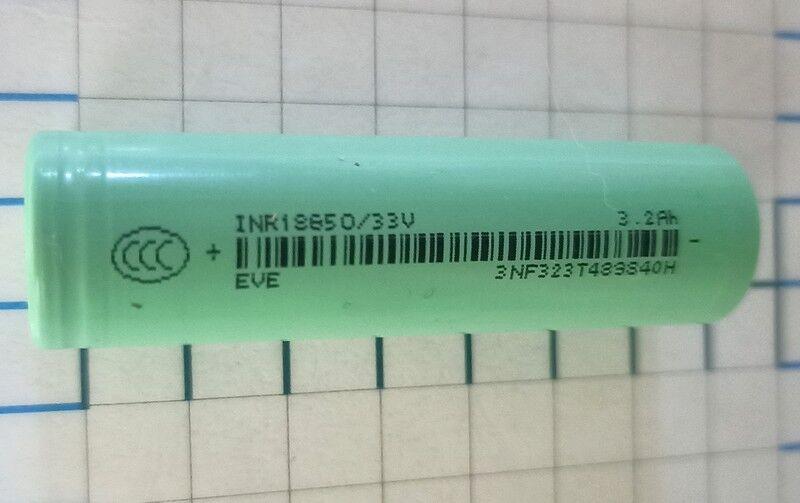 INR18650/33V 3.2Ah
CCC + -
EVE 3NF323T489840H